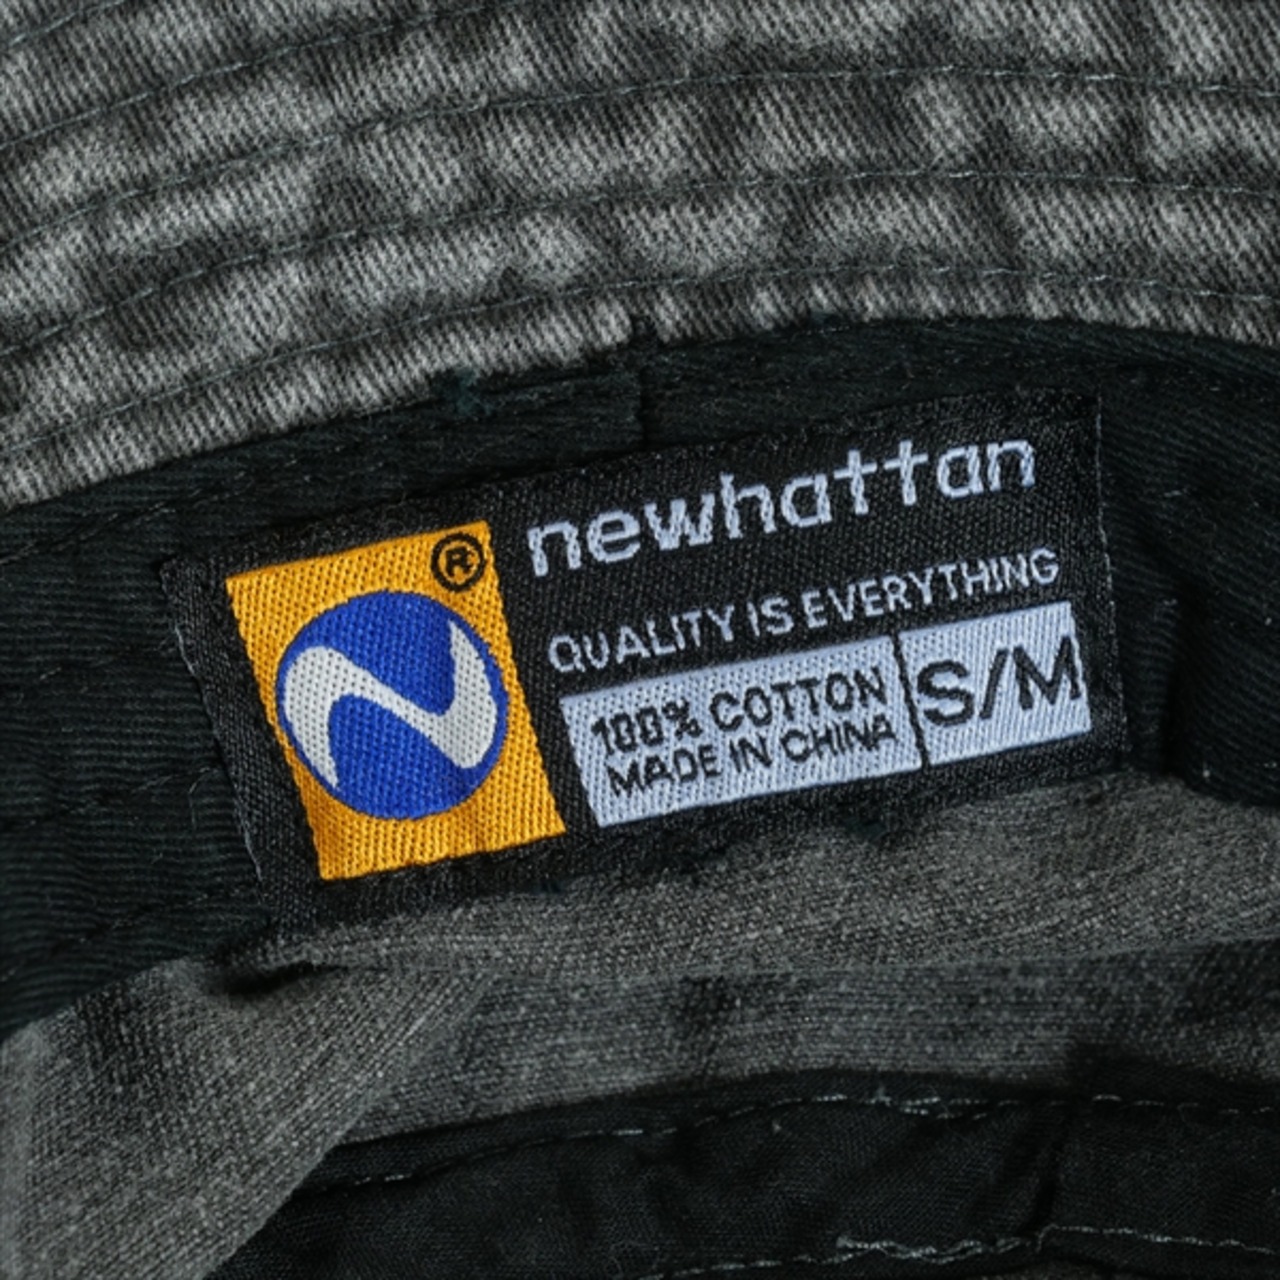 ®
newhattan
QUALITY IS EVERYTHING
100% COTTON
MADE IN CHINA
S/M